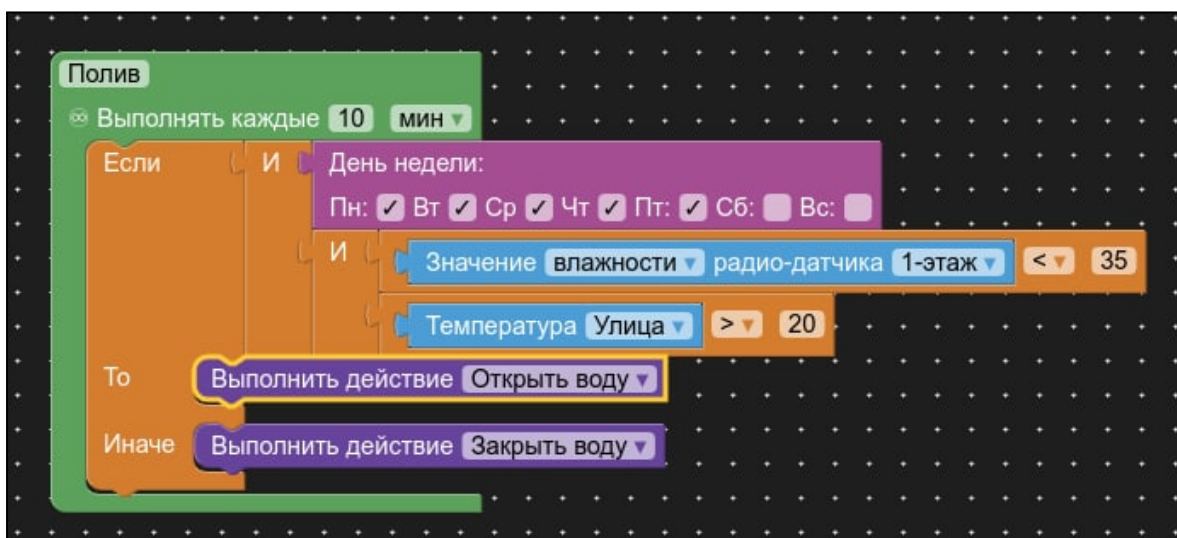 Полив
Выполнять каждые 10 мин
Если И День недели:
Пн: Вт Ср Чт Пт: Сб: Вс:
И Значение влажности радио-датчика 1-этаж < 35
Температура Улица > 20
То Выполнить действие Открыть воду
Иначе Выполнить действие Закрыть воду